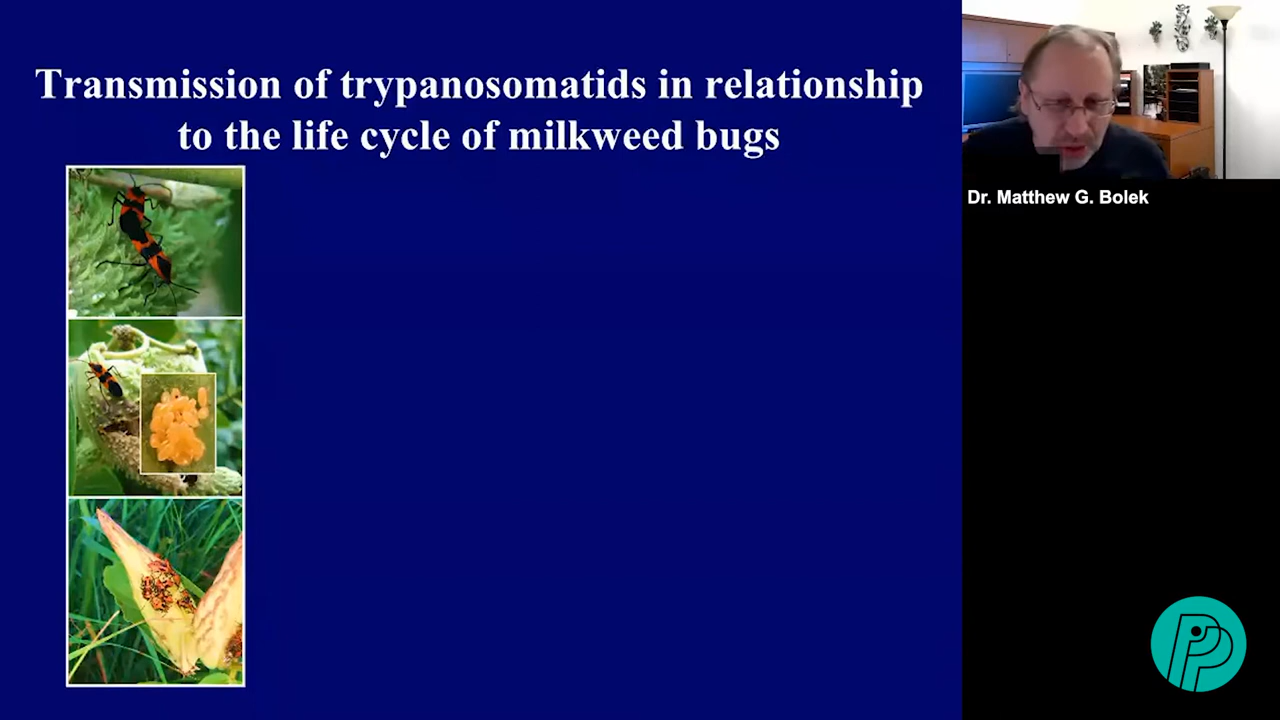 Transmission of trypanosomatids in relationship
to the life cycle of milkweed bugs
Dr. Matthew G. Bolek